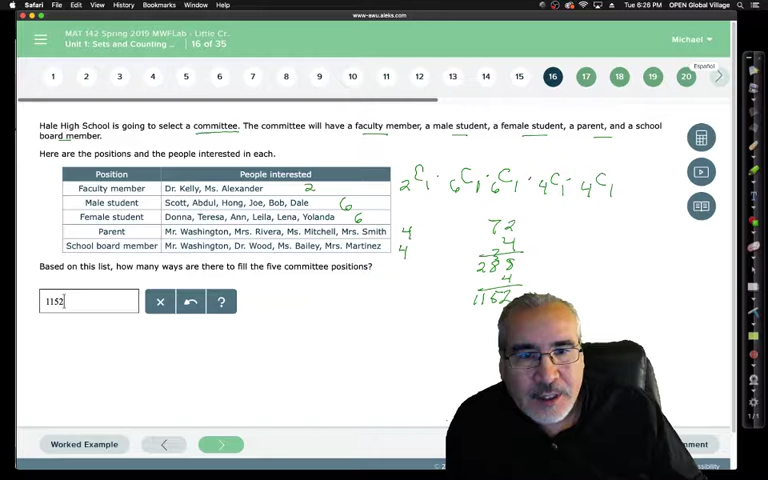 Safari File Edit View History Bookmarks Window Help
Tue 6:26 PM OPEN Global Village
www-awu.aleks.com
MAT 142 Spring 2019 MWFLab - Little Cr.
Unit 1: Sets and Counting ... 16 of 35
Michael
Español
1 2 3 4 5 6 7 8 9 10 11 12 13 14 15 16 17 18 19 20
Hale High School is going to select a committee. The committee will have a faculty member, a male student, a female student, a parent, and a school
board member.
Here are the positions and the people interested in each.
Position People interested
Faculty member Dr. Kelly, Ms. Alexander 2
Male student Scott, Abdul, Hong, Joe, Bob, Dale 6
Female student Donna, Teresa, Ann, Leila, Lena, Yolanda 6
Parent Mr. Washington, Mrs. Rivera, Ms. Mitchell, Mrs. Smith 4
School board member Mr. Washington, Dr. Wood, Ms. Bailey, Mrs. Martinez 4
2C1 · 6C1 · 6C1 · 4C1 · 4C1
72
4
288
4
1152
Based on this list, how many ways are there to fill the five committee positions?
1152
?
Worked Example
1/1